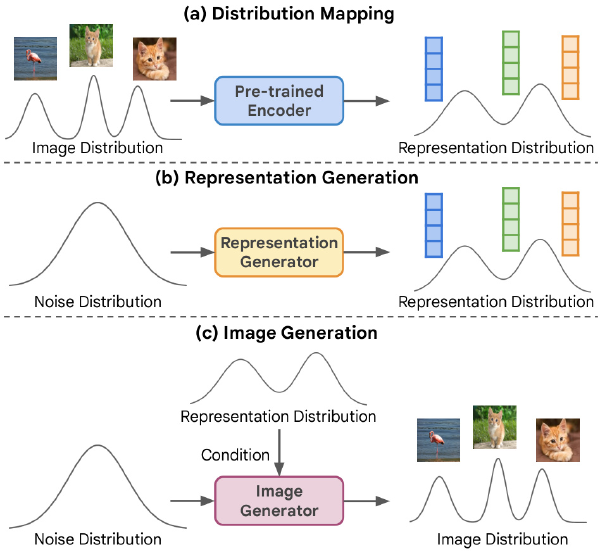 (a) Distribution Mapping
Pre-trained
Encoder
Image Distribution
Representation Distribution
(b) Representation Generation
Representation
Generator
Noise Distribution
Representation Distribution
(c) Image Generation
Representation Distribution
Condition
Image
Generator
Noise Distribution
Image Distribution